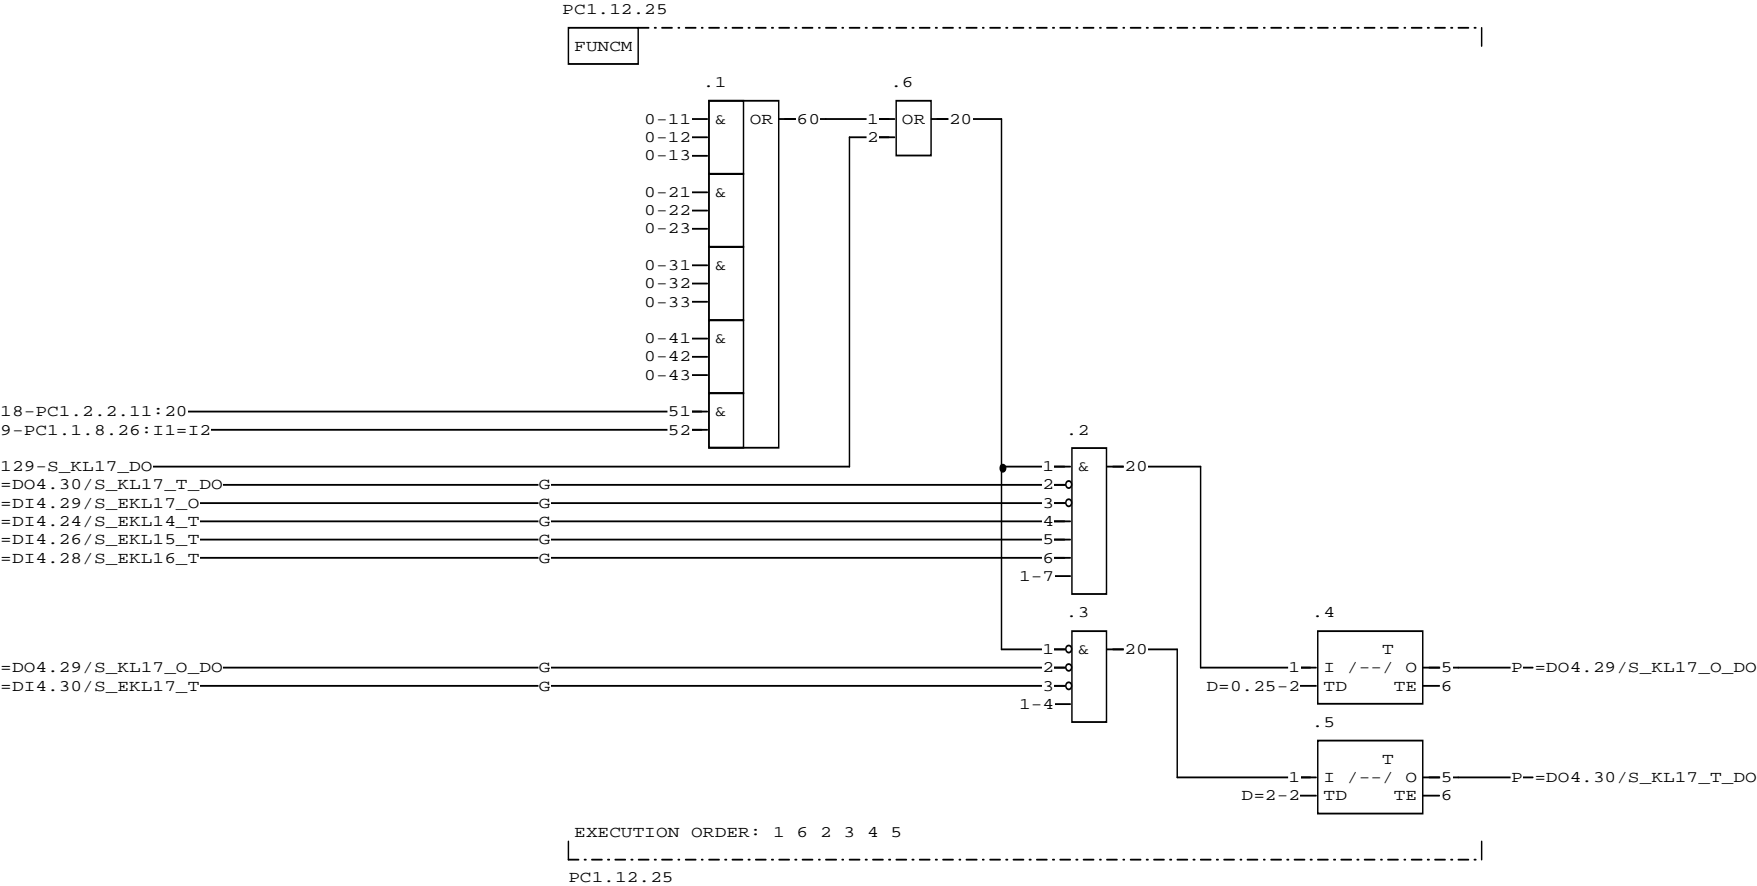 PC1.12.25
FUNCM
.1 .6
0-11 & OR 60 1 OR 20
0-12 2
0-13
0-21 &
0-22
0-23
0-31 &
0-32
0-33
0-41 &
0-42
0-43
18-PC1.2.2.11:20 51 &
9-PC1.1.8.26:I1=I2 52
.2
129-S_KL17_DO 1 & 20
=DO4.30/S_KL17_T_DO G 2
=DI4.29/S_EKL17_O G 3
=DI4.24/S_EKL14_T G 4
=DI4.26/S_EKL15_T G 5
=DI4.28/S_EKL16_T G 6
1-7
.3 .4
1 & 20 T
=DO4.29/S_KL17_O_DO G 2 1 I /--/ O 5 P-=DO4.29/S_KL17_O_DO
=DI4.30/S_EKL17_T G 3 D=0.25-2 TD TE 6
1-4
.5
T
1 I /--/ O 5 P-=DO4.30/S_KL17_T_DO
D=2-2 TD TE 6
EXECUTION ORDER: 1 6 2 3 4 5
PC1.12.25